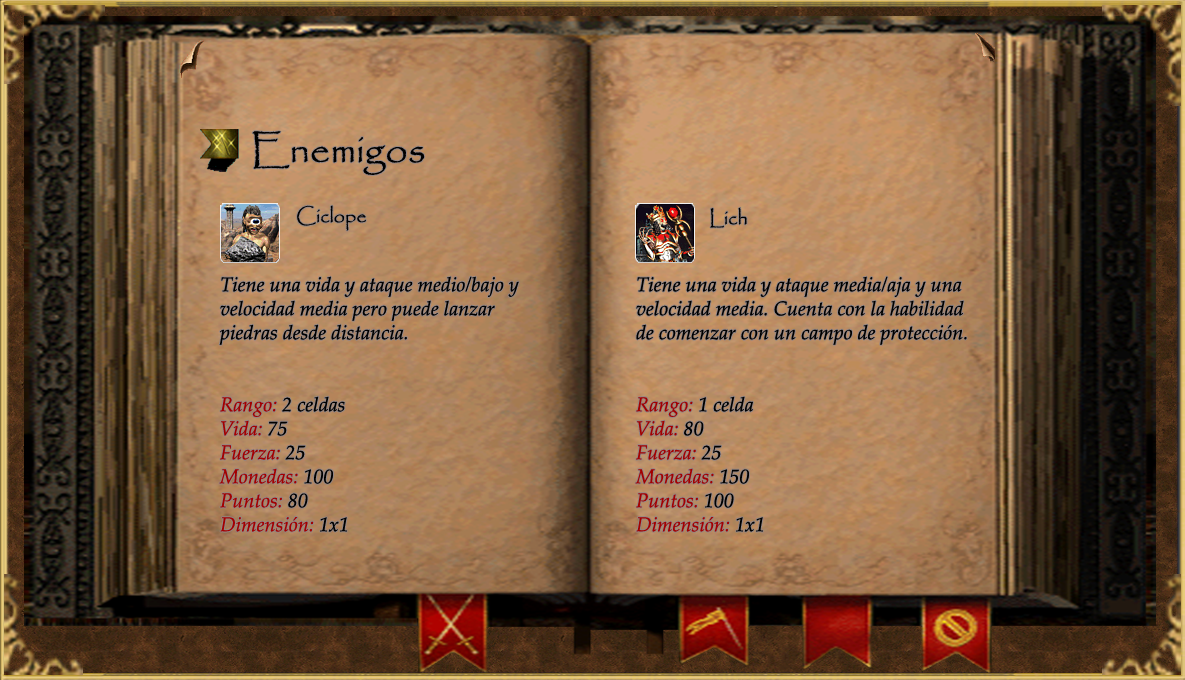 Enemigos
Ciclope
Tiene una vida y ataque medio/bajo y
velocidad media pero puede lanzar
piedras desde distancia.
Rango: 2 celdas
Vida: 75
Fuerza: 25
Monedas: 100
Puntos: 80
Dimensión: 1x1
Lich
Tiene una vida y ataque media/aja y una
velocidad media. Cuenta con la habilidad
de comenzar con un campo de protección.
Rango: 1 celda
Vida: 80
Fuerza: 25
Monedas: 150
Puntos: 100
Dimensión: 1x1